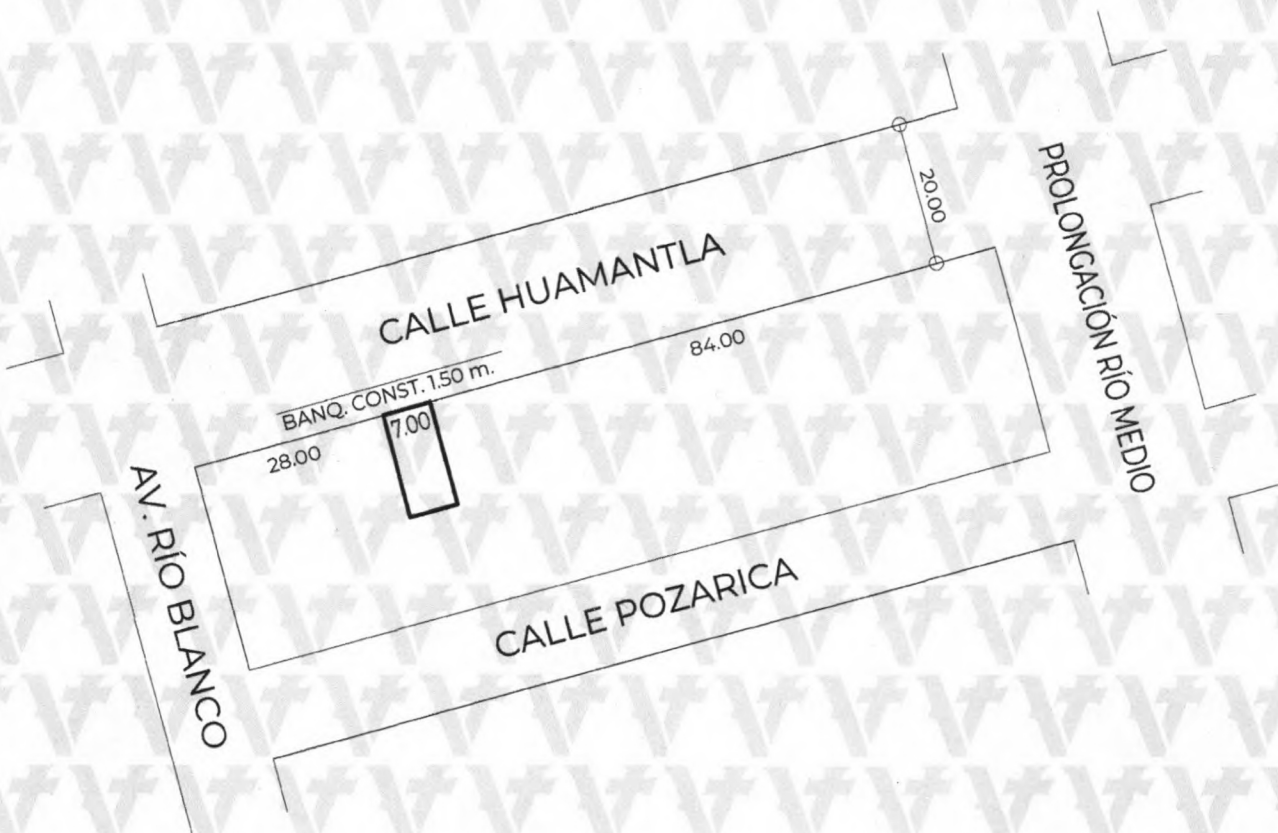 20.00
PROLONGACIÓN RÍO MEDIO
CALLE HUAMANTLA
84.00
BANQ. CONST. 1.50 m.
7.00
28.00
AV. RÍO BLANCO
CALLE POZARICA